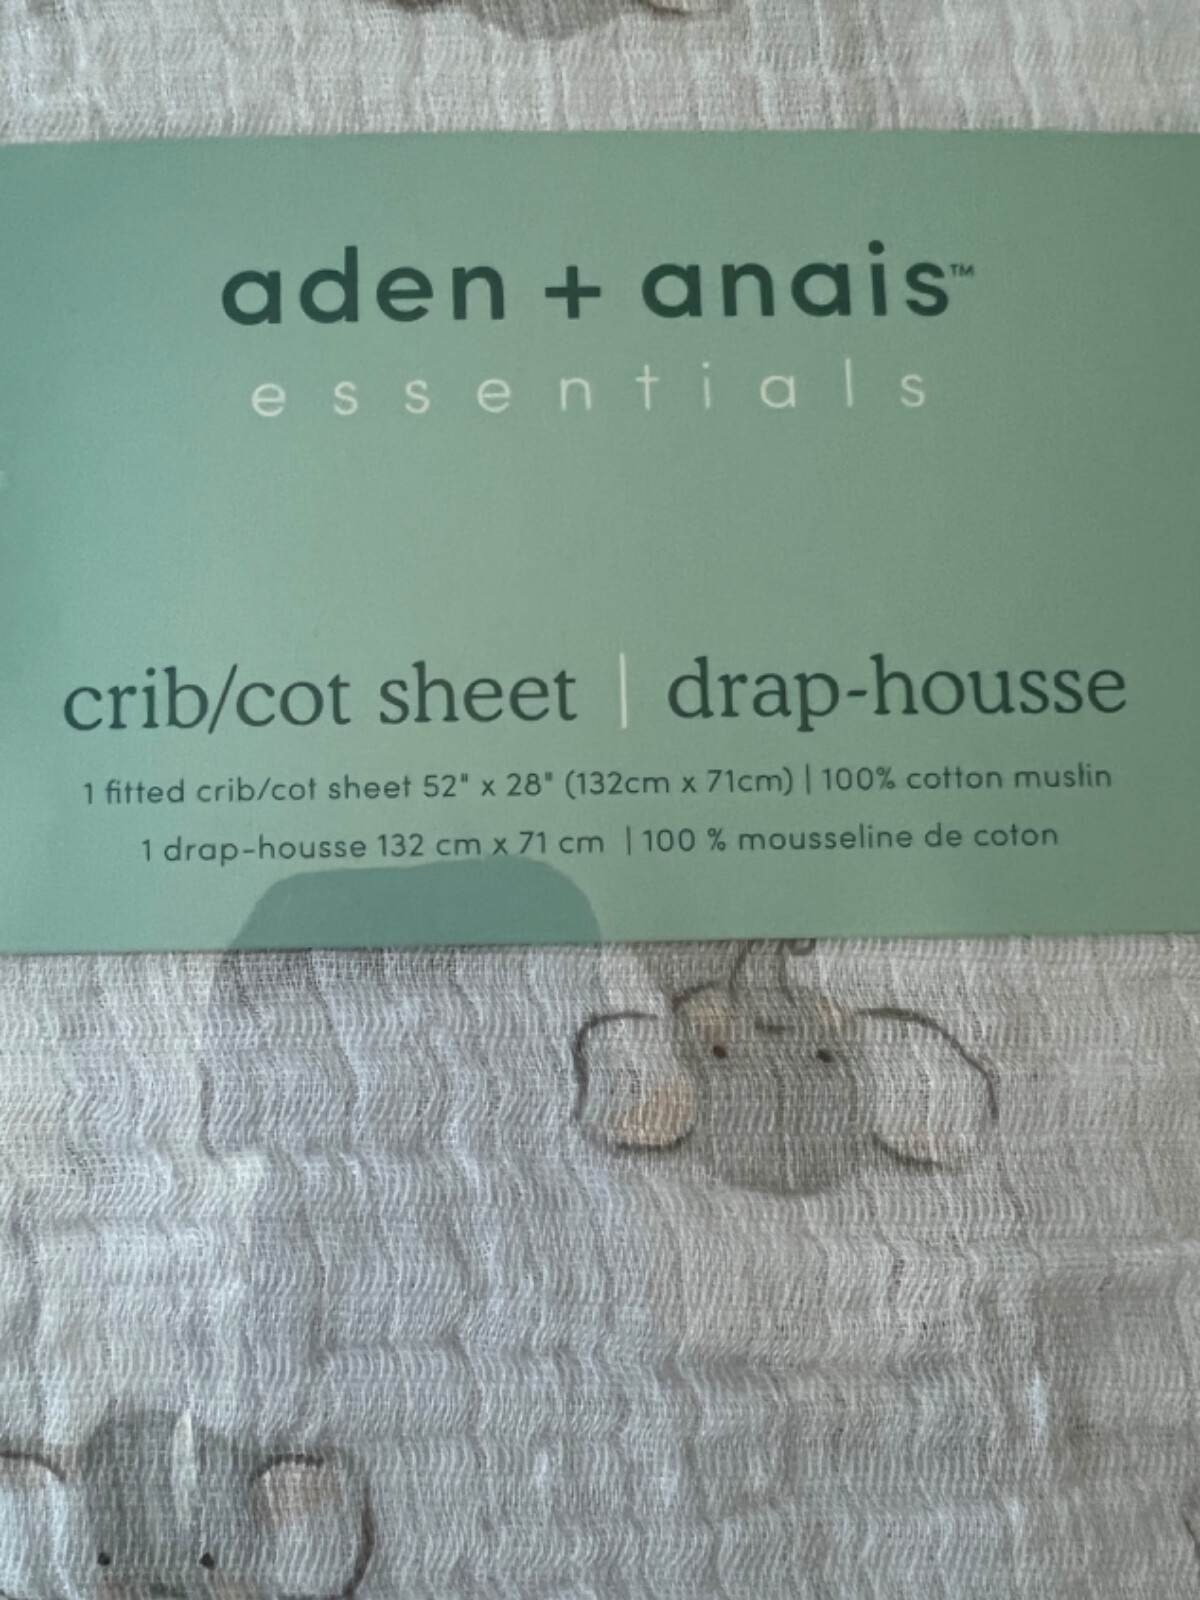 aden + anais™
essentials
crib/cot sheet | drap-housse
1 fitted crib/cot sheet 52" x 28" (132cm x 71cm) | 100% cotton muslin
1 drap-housse 132 cm x 71 cm | 100 % mousseline de coton